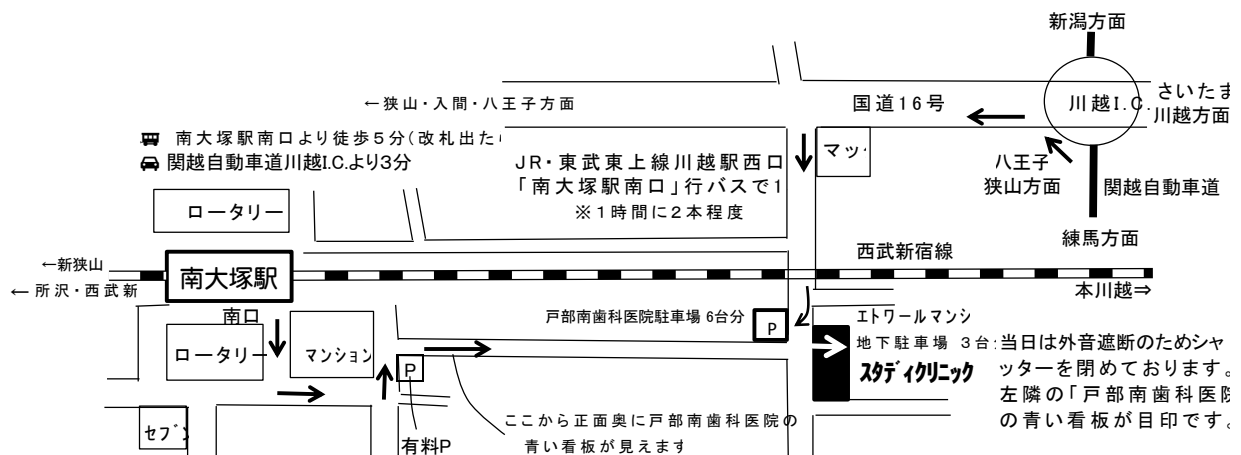 新潟方面
←狭山・入間・八王子方面
国道16号
川越I.C.
さいたま
川越方面
南大塚駅南口より徒歩5分(改札出た
関越自動車道川越I.C.より3分
JR・東武東上線川越駅西口
「南大塚駅南口」行バスで1
※1時間に2本程度
マッ
八王子
狭山方面
関越自動車道
ロータリー
練馬方面
西武新宿線
←新狭山
南大塚駅
←所沢・西武新
本川越⇒
南口
戸部南歯科医院駐車場 6台分
P
エトワールマンシ
ロータリー
マンション
P
地下駐車場 3台
スタディクリニック
当日は外音遮断のためシャ
ッターを閉めております。
左隣の「戸部南歯科医院
の青い看板が目印です。
セブン
有料P
ここから正面奥に戸部南歯科医院の
青い看板が見えます